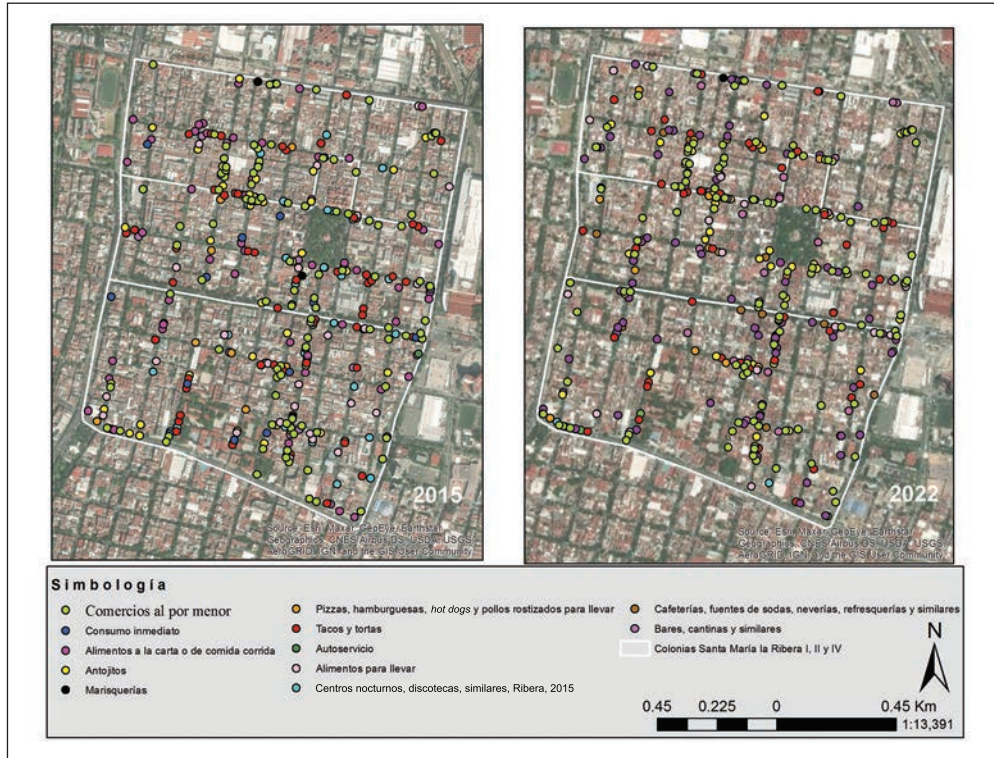 2015
Source: Esri, Maxar, GeoEye, Earthstar
Geographics, CNES/Airbus DS, USDA, USGS,
AeroGRID, IGN, and the GIS User Community
2022
Source: Esri, Maxar, GeoEye, Earthstar
Geographics, CNES/Airbus DS, USDA, USGS,
AeroGRID, IGN, and the GIS User Community
Simbología
Comercios al por menor
Consumo inmediato
Alimentos a la carta o de comida corrida
Antojitos
Marisquerías
Pizzas, hamburguesas, hot dogs y pollos rostizados para llevar
Tacos y tortas
Autoservicio
Alimentos para llevar
Centros nocturnos, discotecas, similares, Ribera, 2015
Cafeterías, fuentes de sodas, neverías, refresquerías y similares
Bares, cantinas y similares
Colonias Santa María la Ribera I, II y IV
N
0.45 0.225 0 0.45 Km
1:13,391